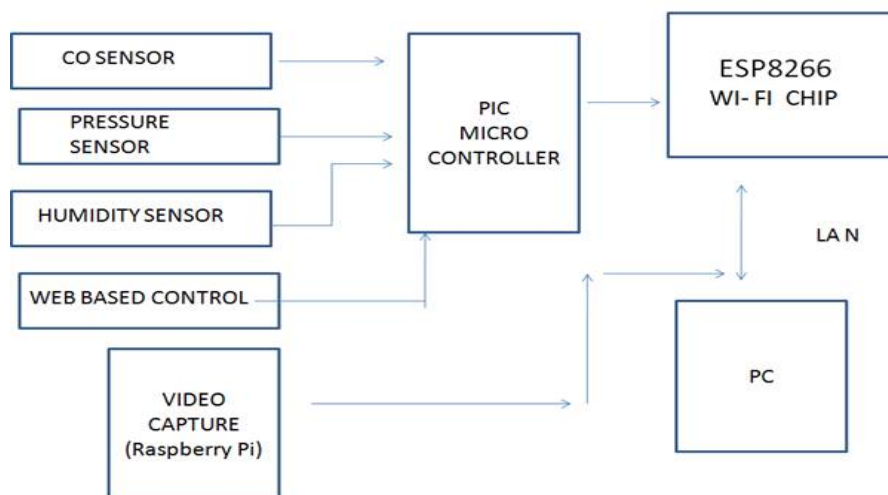 CO SENSOR
PRESSURE
SENSOR
HUMIDITY SENSOR
WEB BASED CONTROL
VIDEO
CAPTURE
(Raspberry Pi)
PIC
MICRO
CONTROLLER
ESP8266
WI- FI CHIP
LA N
PC